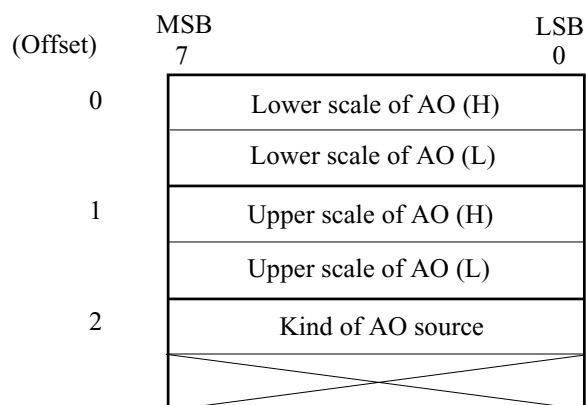 MSB LSB
(Offset) 7 0
0 Lower scale of AO (H)
Lower scale of AO (L)
1 Upper scale of AO (H)
Upper scale of AO (L)
2 Kind of AO source